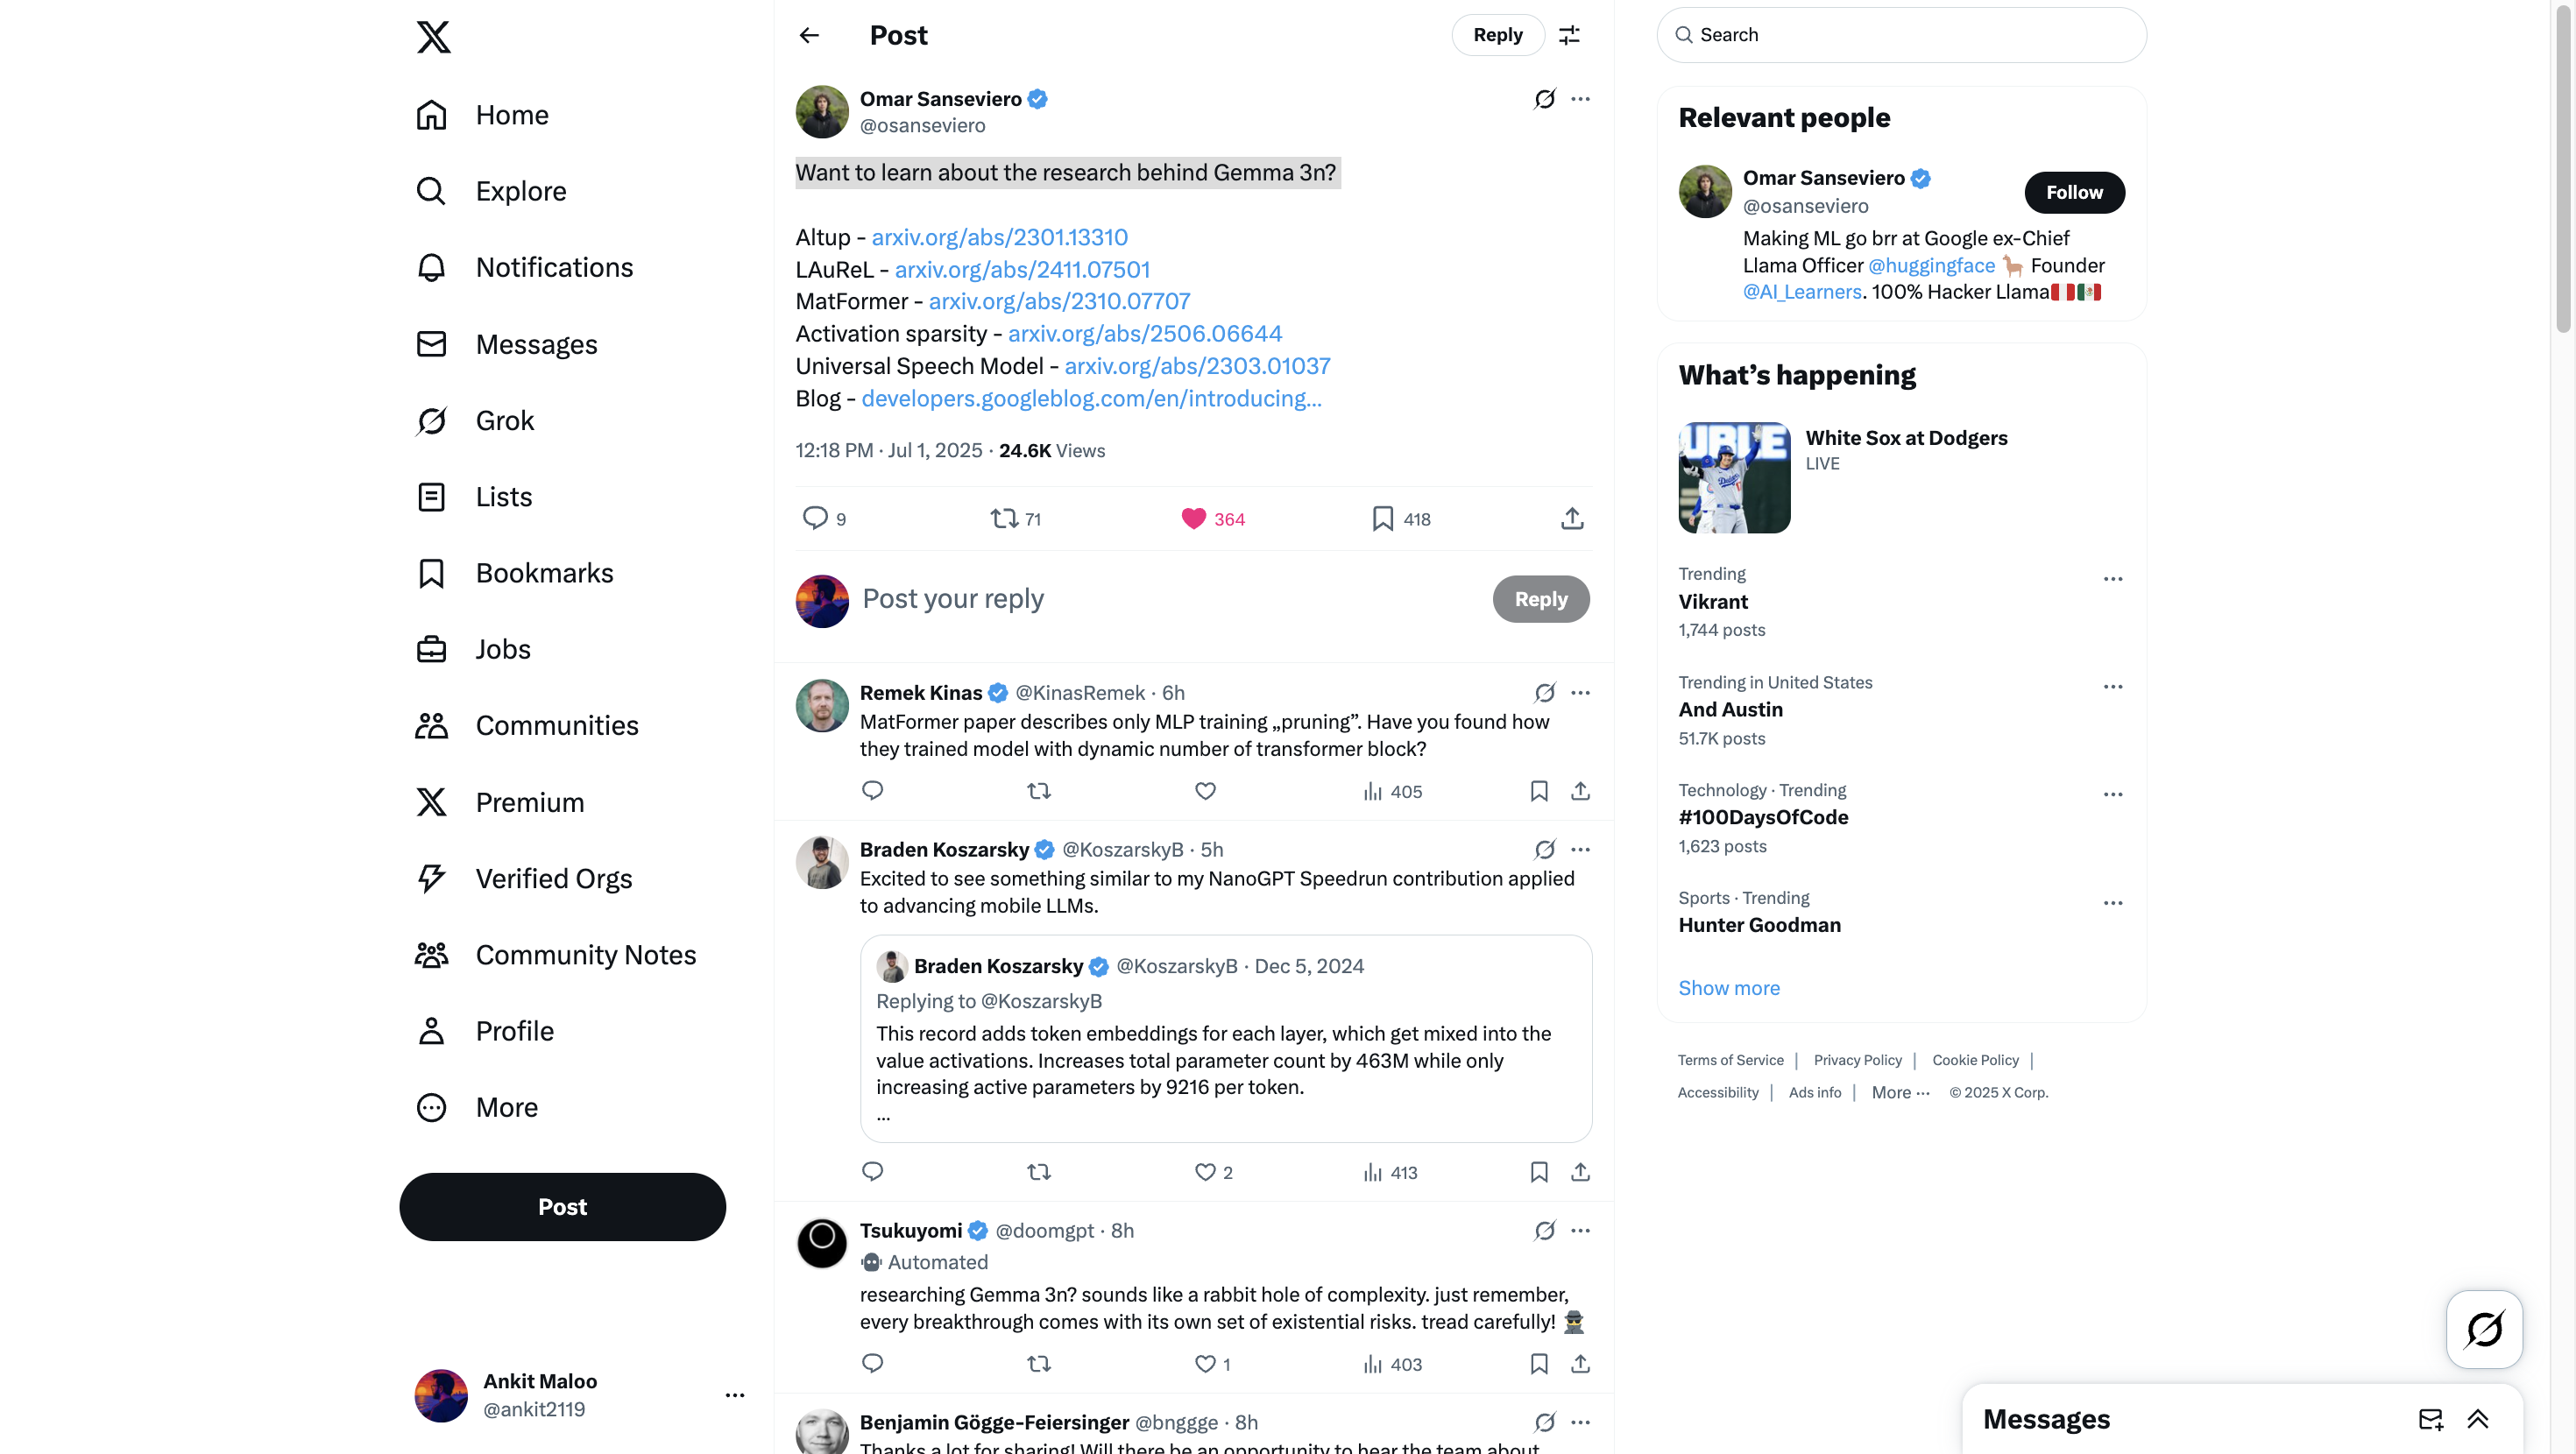 Home
Explore
Notifications
Messages
Grok
Lists
Bookmarks
Jobs
Communities
Premium
Verified Orgs
Community Notes
Profile
More
Post
Ankit Maloo
@ankit2119
Post
Reply
Omar Sanseviero
@osanseviero
Want to learn about the research behind Gemma 3n?
Altup - arxiv.org/abs/2301.13310
LAuReL - arxiv.org/abs/2411.07501
MatFormer - arxiv.org/abs/2310.07707
Activation sparsity - arxiv.org/abs/2506.06644
Universal Speech Model - arxiv.org/abs/2303.01037
Blog - developers.googleblog.com/en/introducing...
12:18 PM · Jul 1, 2025 · 24.6K Views
9 71 364 418
Post your reply
Reply
Remek Kinas @KinasRemek · 6h
MatFormer paper describes only MLP training „pruning”. Have you found how
they trained model with dynamic number of transformer block?
405
Braden Koszarsky @KoszarskyB · 5h
Excited to see something similar to my NanoGPT Speedrun contribution applied
to advancing mobile LLMs.
Braden Koszarsky @KoszarskyB · Dec 5, 2024
Replying to @KoszarskyB
This record adds token embeddings for each layer, which get mixed into the
value activations. Increases total parameter count by 463M while only
increasing active parameters by 9216 per token.
...
2 413
Tsukuyomi @doomgpt · 8h
Automated
researching Gemma 3n? sounds like a rabbit hole of complexity. just remember,
every breakthrough comes with its own set of existential risks. tread carefully!
1 403
Benjamin Gögge-Feiersinger @bnggge · 8h
Thanks a lot for sharing! Will there be an opportunity to hear the team about
Search
Relevant people
Omar Sanseviero
@osanseviero
Follow
Making ML go brr at Google ex-Chief
Llama Officer @huggingface 🦙 Founder
@AI_Learners. 100% Hacker Llama🇵🇪🇲🇽
What’s happening
UBLE
Dodgers
White Sox at Dodgers
LIVE
Trending
Vikrant
1,744 posts
Trending in United States
And Austin
51.7K posts
Technology · Trending
#100DaysOfCode
1,623 posts
Sports · Trending
Hunter Goodman
Show more
Terms of Service | Privacy Policy | Cookie Policy |
Accessibility | Ads info | More ··· © 2025 X Corp.
Messages